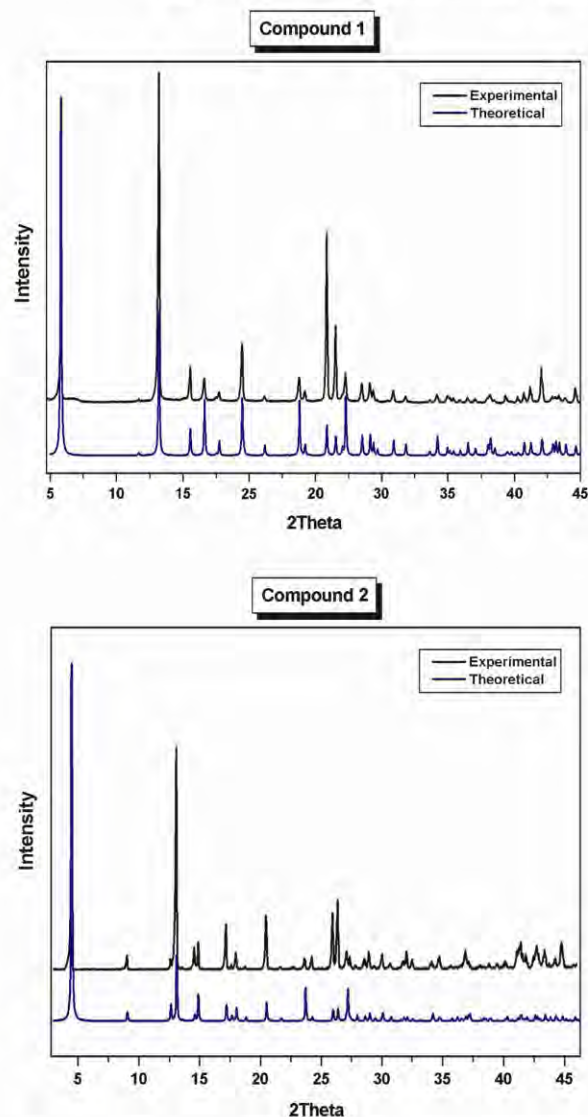 Compound 1
Experimental
Theoretical
Intensity
5 10 15 20 25 30 35 40 45
2Theta
Compound 2
Experimental
Theoretical
Intensity
5 10 15 20 25 30 35 40 45
2Theta